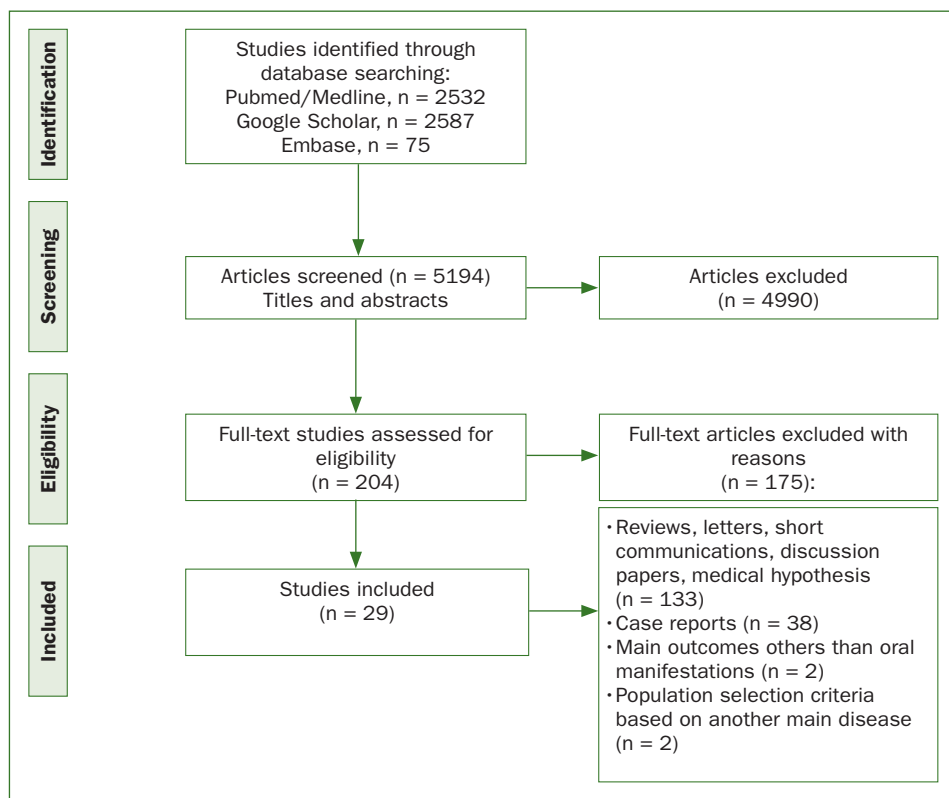 Identification
Studies identified through
database searching:
Pubmed/Medline, n = 2532
Google Scholar, n = 2587
Embase, n = 75
Screening
Articles screened (n = 5194)
Titles and abstracts
Articles excluded
(n = 4990)
Eligibility
Full-text studies assessed for
eligibility
(n = 204)
Full-text articles excluded with
reasons
(n = 175):
Included
Studies included
(n = 29)
· Reviews, letters, short
communications, discussion
papers, medical hypothesis
(n = 133)
· Case reports (n = 38)
· Main outcomes others than oral
manifestations (n = 2)
· Population selection criteria
based on another main disease
(n = 2)